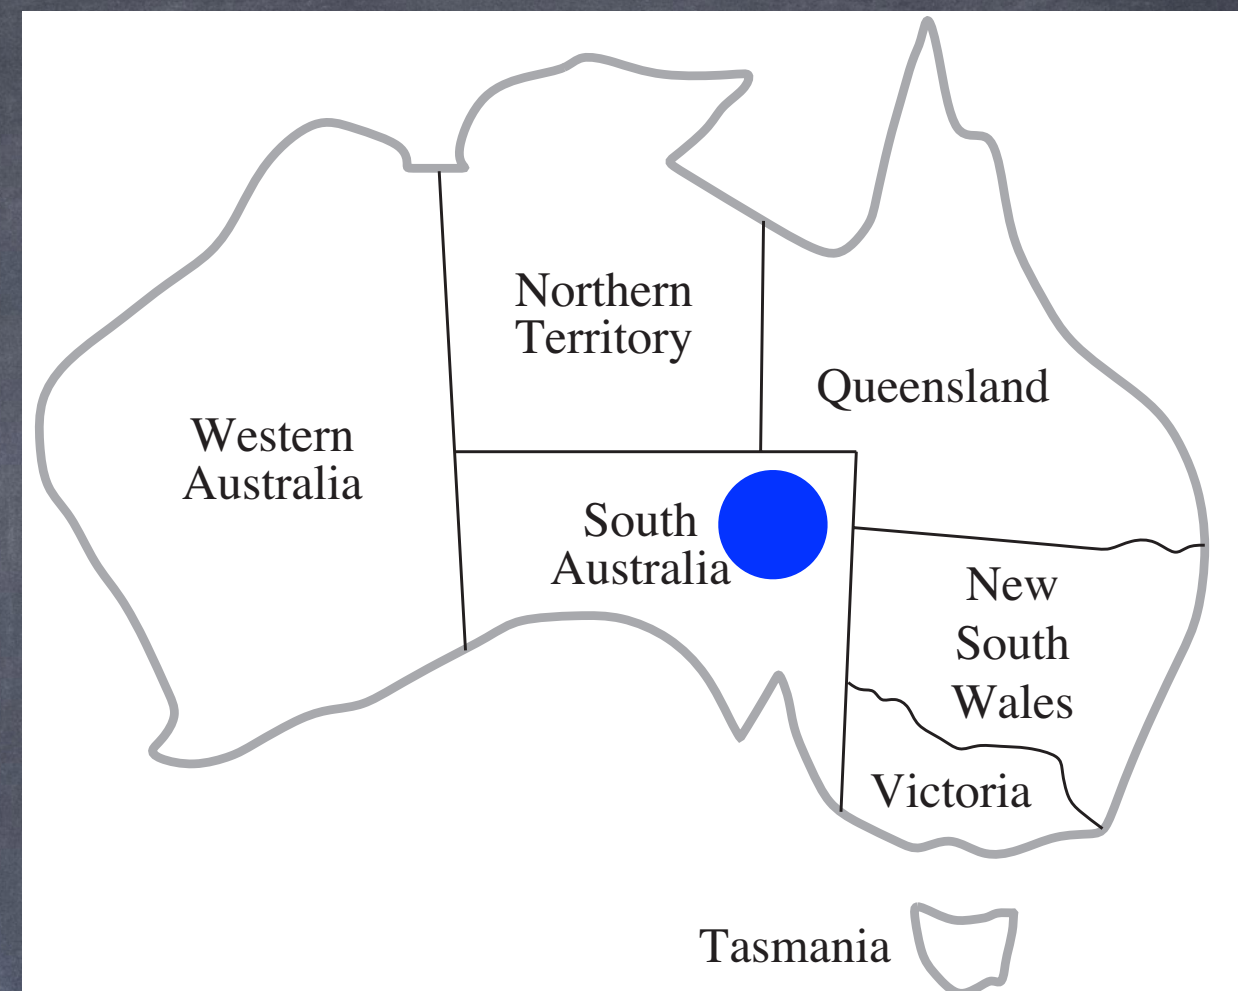 Northern
Territory
Queensland
Western
Australia
South
Australia
New
South
Wales
Victoria
Tasmania